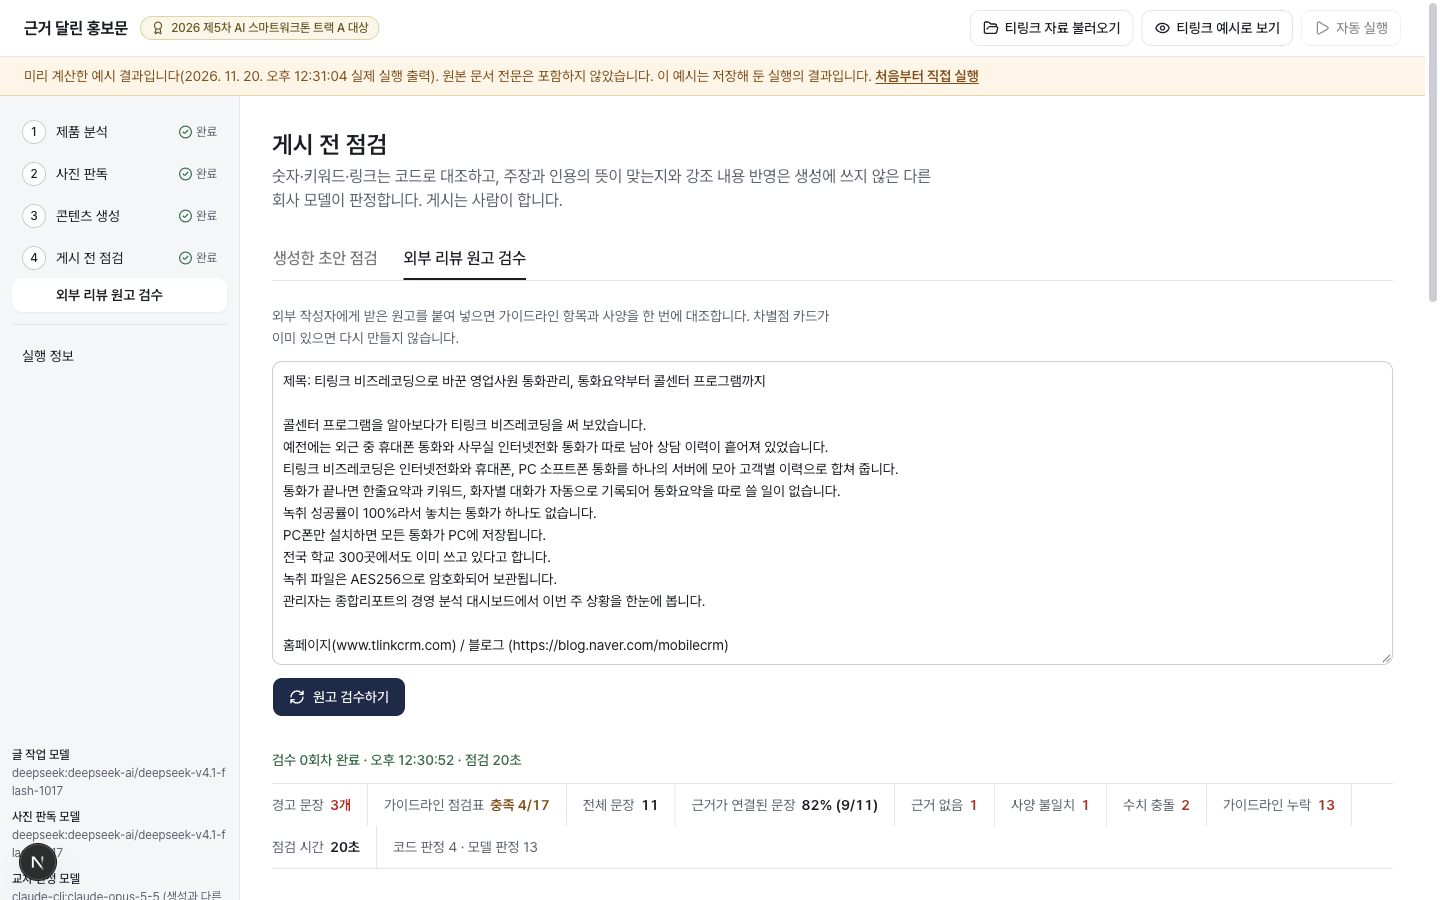 근거 달린 홍보문
2026 제5차 AI 스마트워크톤 트랙 A 대상
티링크 자료 불러오기
티링크 예시로 보기
자동 실행
미리 계산한 예시 결과입니다(2026. 11. 20. 오후 12:31:04 실제 실행 출력). 원본 문서 전문은 포함하지 않았습니다. 이 예시는 저장해 둔 실행의 결과입니다. 처음부터 직접 실행
1 제품 분석 완료
2 사진 판독 완료
3 콘텐츠 생성 완료
4 게시 전 점검 완료
외부 리뷰 원고 검수
실행 정보
글 작업 모델
deepseek:deepseek-ai/deepseek-v4.1-f
lash-1017
사진 판독 모델
deepseek:deepseek-ai/deepseek-v4.1-f
17
모델
claude-cli:claude-opus-5-5 (생성과 다른
게시 전 점검
숫자·키워드·링크는 코드로 대조하고, 주장과 인용의 뜻이 맞는지와 강조 내용 반영은 생성에 쓰지 않은 다른
회사 모델이 판정합니다. 게시는 사람이 합니다.
생성한 초안 점검
외부 리뷰 원고 검수
외부 작성자에게 받은 원고를 붙여 넣으면 가이드라인 항목과 사양을 한 번에 대조합니다. 차별점 카드가
이미 있으면 다시 만들지 않습니다.
제목: 티링크 비즈레코딩으로 바꾼 영업사원 통화관리, 통화요약부터 콜센터 프로그램까지
콜센터 프로그램을 알아보다가 티링크 비즈레코딩을 써 보았습니다.
예전에는 외근 중 휴대폰 통화와 사무실 인터넷전화 통화가 따로 남아 상담 이력이 흩어져 있었습니다.
티링크 비즈레코딩은 인터넷전화와 휴대폰, PC 소프트폰 통화를 하나의 서버에 모아 고객별 이력으로 합쳐 줍니다.
통화가 끝나면 한줄요약과 키워드, 화자별 대화가 자동으로 기록되어 통화요약을 따로 쓸 일이 없습니다.
녹취 성공률이 100%라서 놓치는 통화가 하나도 없습니다.
PC폰만 설치하면 모든 통화가 PC에 저장됩니다.
전국 학교 300곳에서도 이미 쓰고 있다고 합니다.
녹취 파일은 AES256으로 암호화되어 보관됩니다.
관리자는 종합리포트의 경영 분석 대시보드에서 이번 주 상황을 한눈에 봅니다.
홈페이지(www.tlinkcrm.com) / 블로그 (https://blog.naver.com/mobilecrm)
원고 검수하기
검수 0회차 완료 · 오후 12:30:52 · 점검 20초
경고 문장 3개
가이드라인 점검표 충족 4/17
전체 문장 11
근거가 연결된 문장 82% (9/11)
근거 없음 1
사양 불일치 1
수치 충돌 2
가이드라인 누락 13
점검 시간 20초
코드 판정 4 · 모델 판정 13